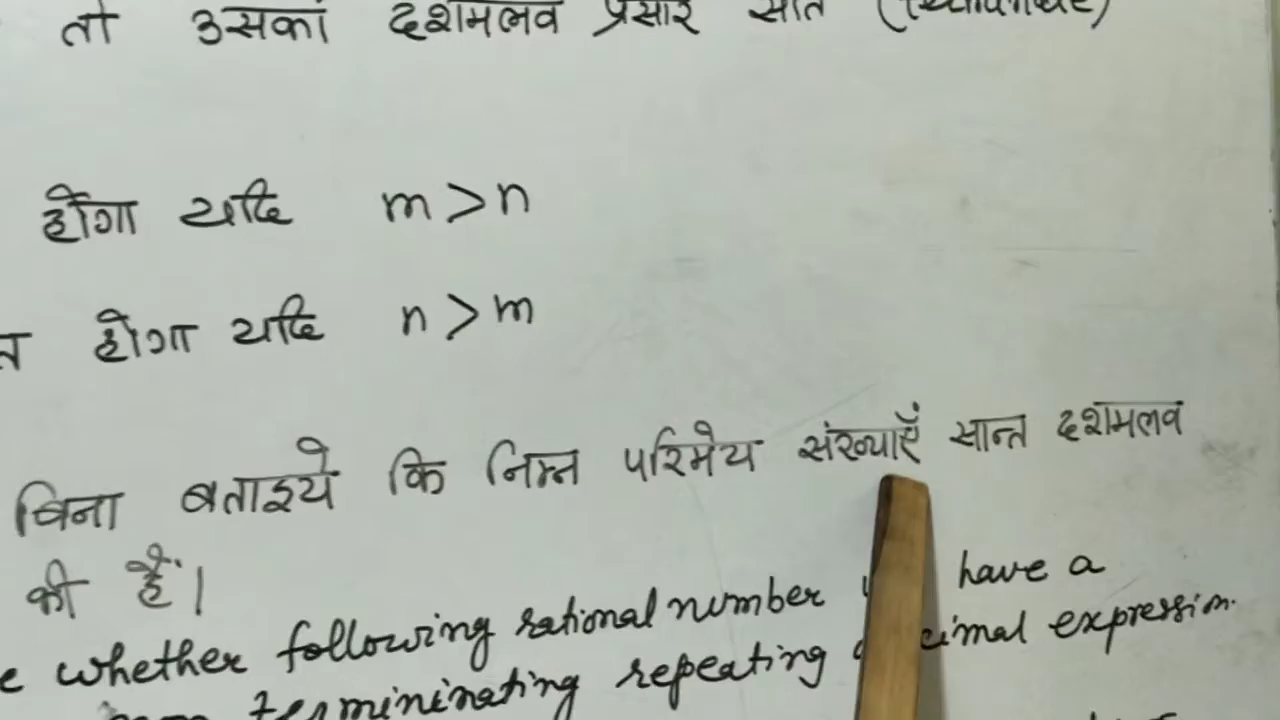 तो उसका दशमलव प्रसार सांत
होगा यदि m > n
होगा यदि n > m
बिना बताइये कि निम्न परिमेय संख्याएँ सान्त दशमलव
की हैं।
whether following rational number have a
terminating repeating expression.